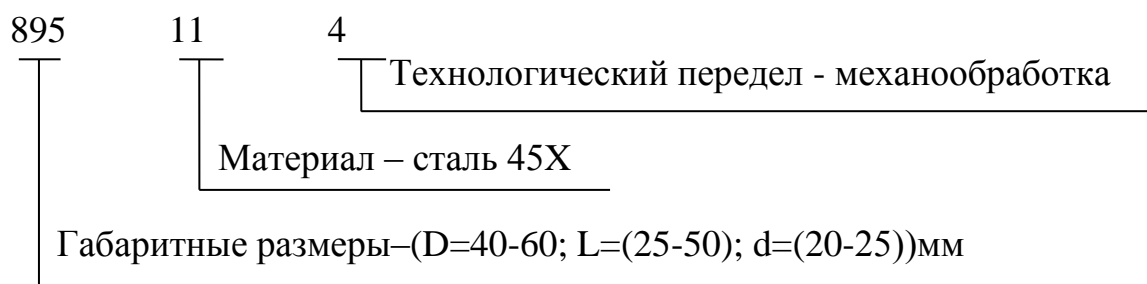 895 11 4
Технологический передел - механообработка
Материал – сталь 45Х
Габаритные размеры–(D=40-60; L=(25-50); d=(20-25))мм